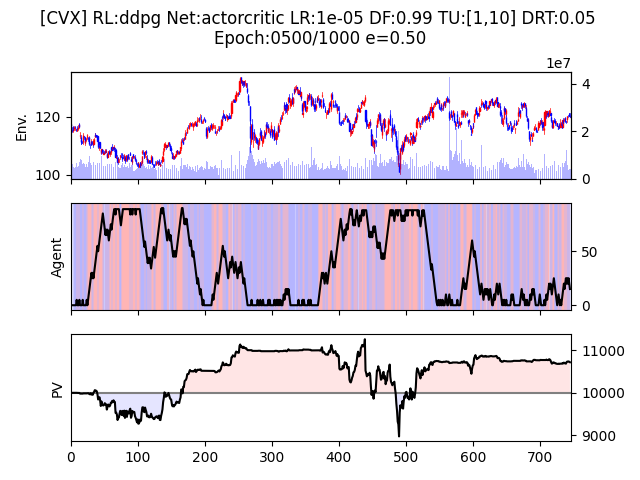 [CVX] RL:ddpg Net:actorcritic LR:1e-05 DF:0.99 TU:[1,10] DRT:0.05
Epoch:0500/1000 e=0.50
1e7
Env.
120
100
4
2
0
Agent
50
0
PV
11000
10000
9000
0 100 200 300 400 500 600 700